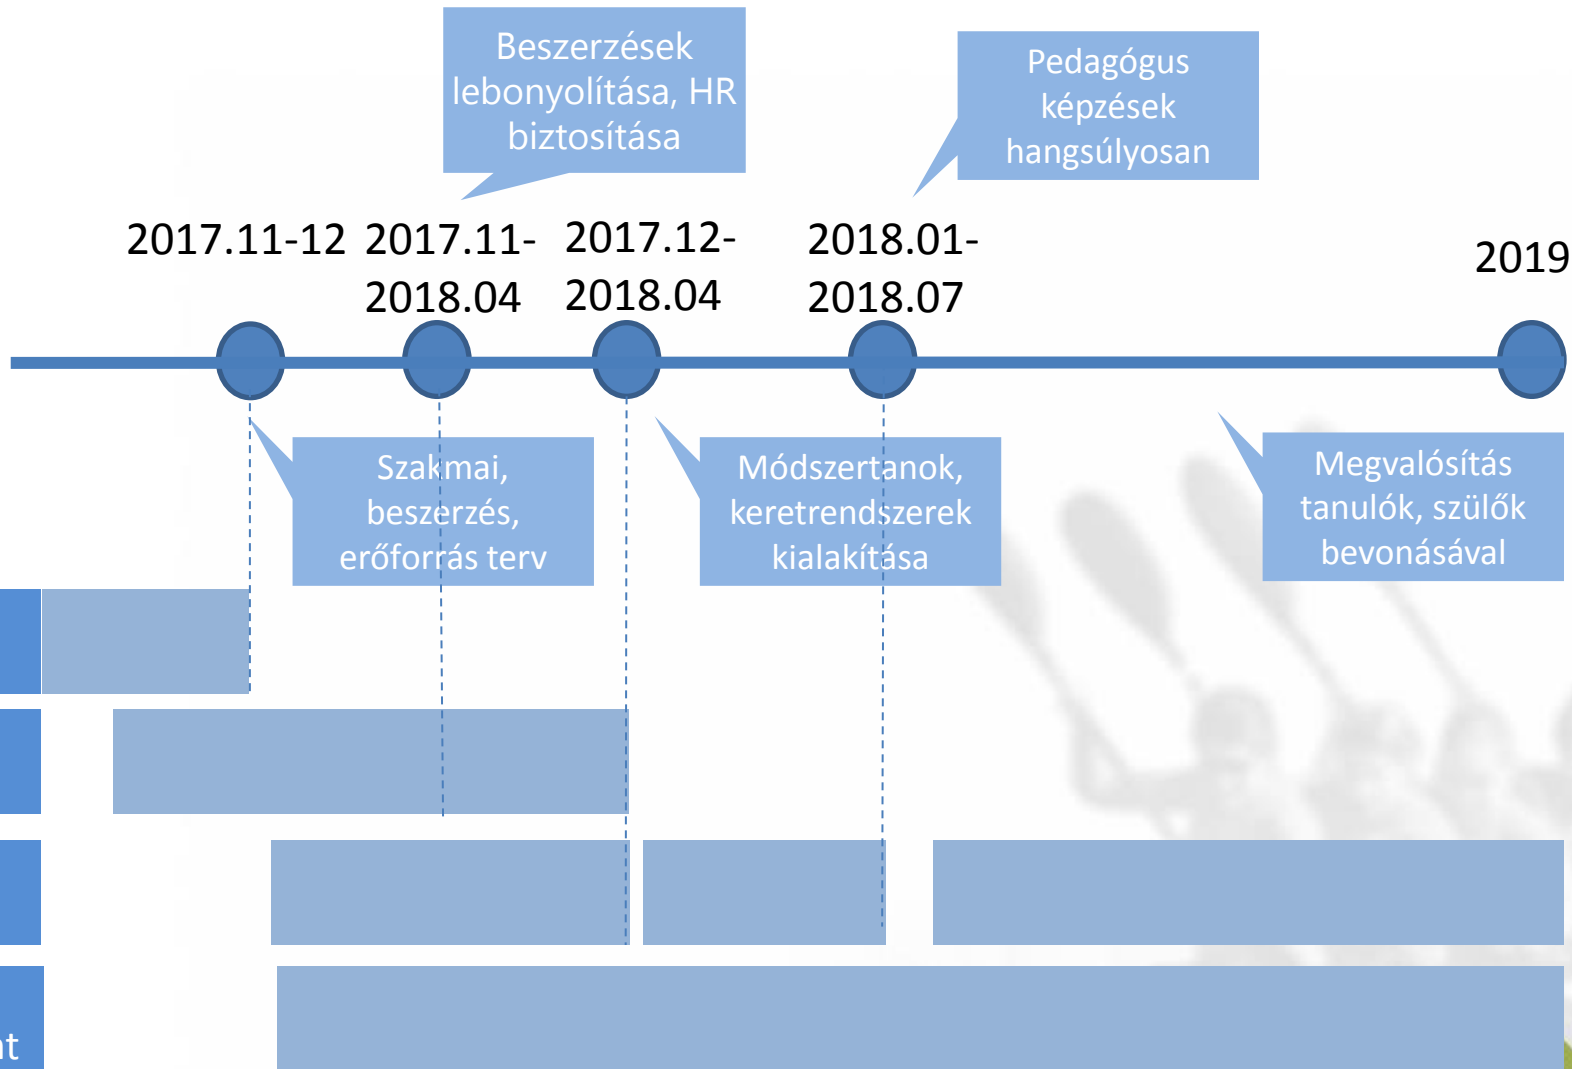 Beszerzések
lebonyolítása, HR
biztosítása
Pedagógus
képzések
hangsúlyosan
2017.11-12
2017.11-
2018.04
2017.12-
2018.04
2018.01-
2018.07
2019
Szakmai,
beszerzés,
erőforrás terv
Módszertanok,
keretrendszerek
kialakítása
Megvalósítás
tanulók, szülők
bevonásával